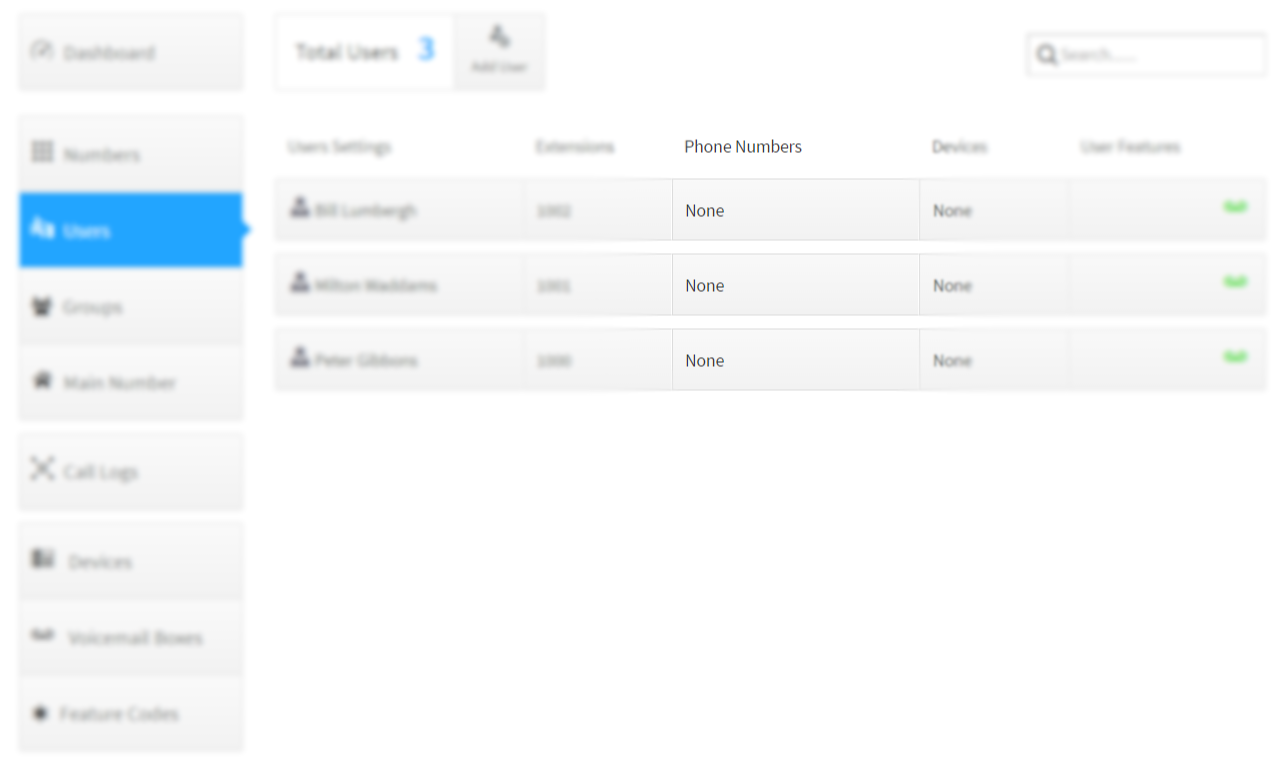 Dashboard
Total Users 3
Add User
Search......
Numbers
Users
Groups
Main Number
Call Logs
Devices
Voicemail Boxes
Feature Codes
Users Settings Extensions Phone Numbers Devices User Features
Bill Lumbergh 1002 None None
Milton Waddams 1001 None None
Peter Gibbons 1000 None None